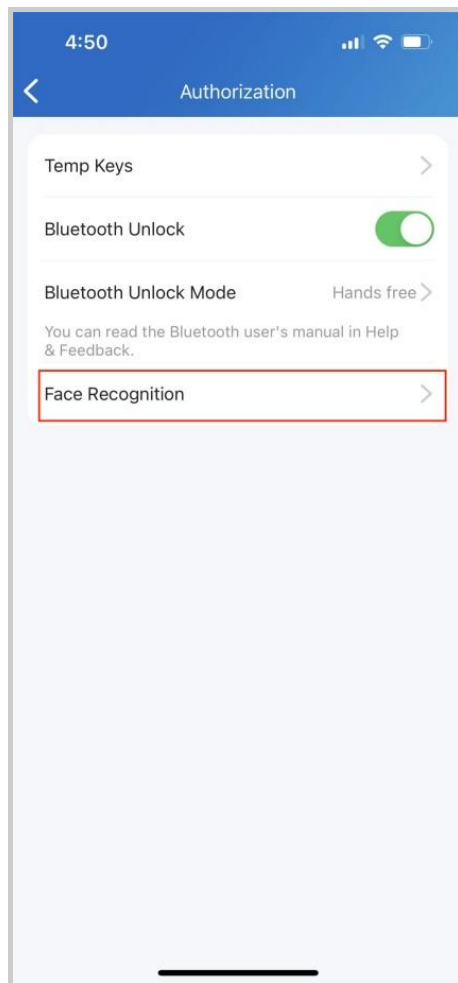 4:50
Authorization
Temp Keys
Bluetooth Unlock
Bluetooth Unlock Mode Hands free
You can read the Bluetooth user's manual in Help
& Feedback.
Face Recognition